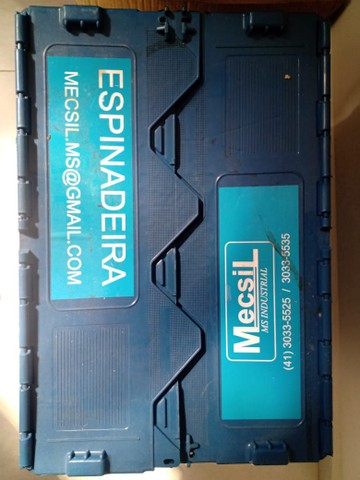 ESPINADEIRA
MECSIL.MS@GMAIL.COM
Mecsil
MS INDUSTRIAL
(41) 3033-5525 / 3033-5535